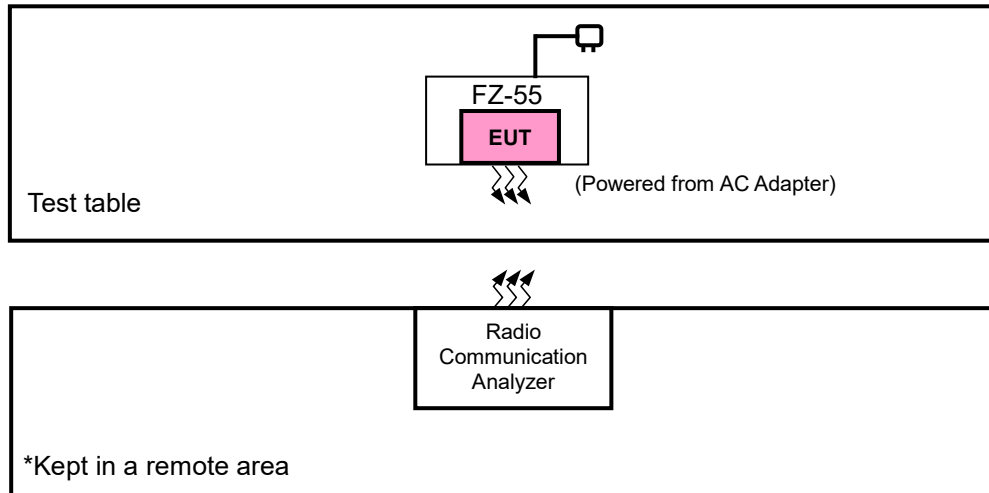 FZ-55
EUT
(Powered from AC Adapter)
Test table
Radio
Communication
Analyzer
*Kept in a remote area